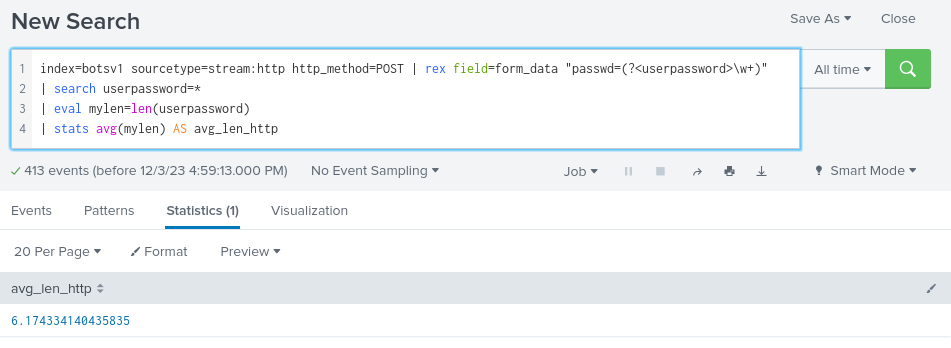 New Search
Save As ▾ Close
1 index=botsv1 sourcetype=stream:http http_method=POST | rex field=form_data "passwd=(?<userpassword>\w+)"
2 | search userpassword=*
3 | eval mylen=len(userpassword)
4 | stats avg(mylen) AS avg_len_http
All time ▾
✓ 413 events (before 12/3/23 4:59:13.000 PM) No Event Sampling ▾ Job ▾ Smart Mode ▾
Events Patterns Statistics (1) Visualization
20 Per Page ▾ Format Preview ▾
avg_len_http
6.174334140435835